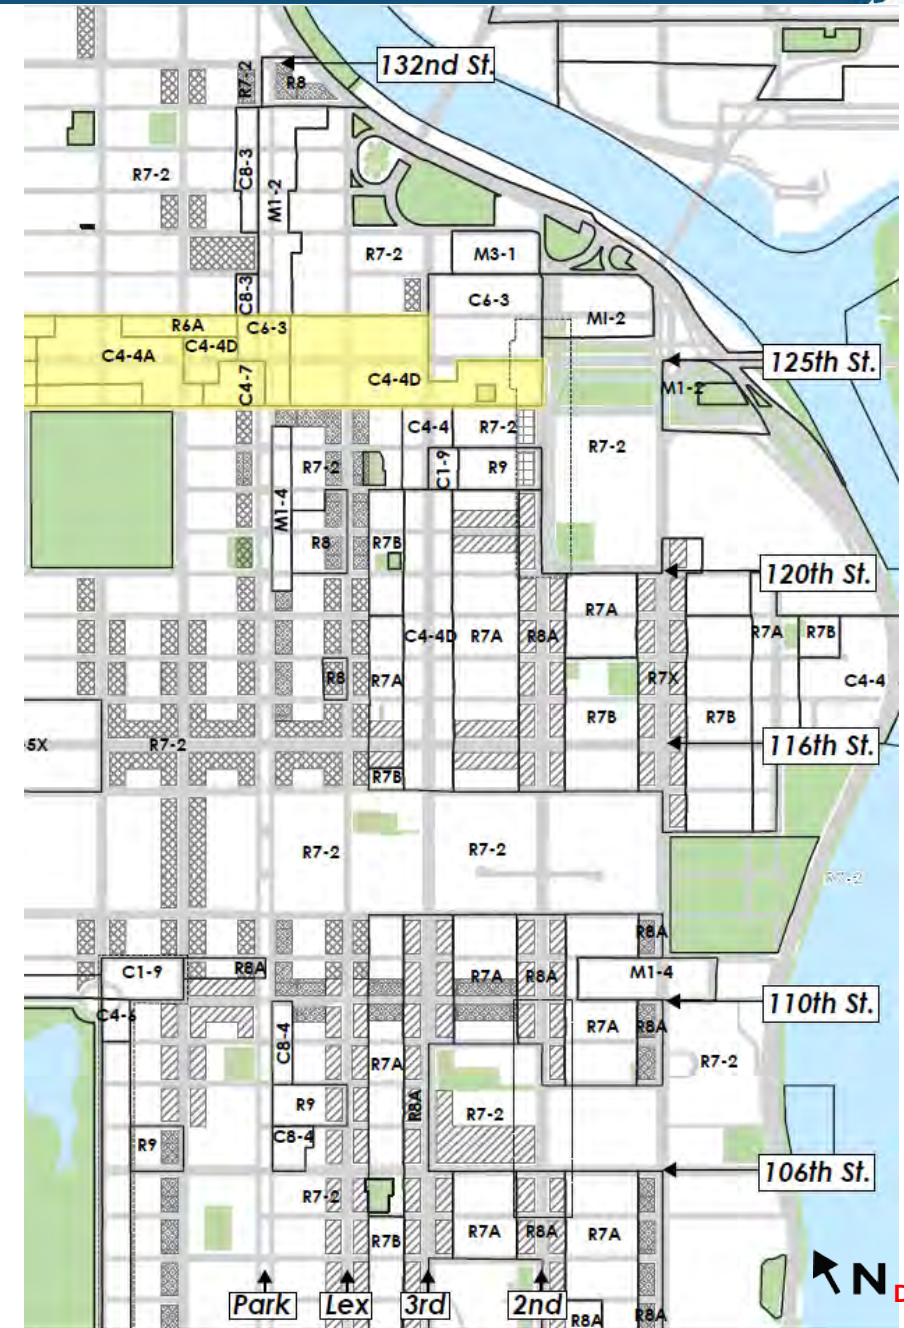 132nd St.
R7-2
R8
R7-2
C8-3
M1-2
R7-2
M3-1
C8-3
C6-3
MI-2
R6A
C6-3
C4-4A
C4-4D
C4-7
C4-4D
125th St.
M1-2
C4-4
R7-2
R7-2
R7-2
C1-9
R9
M1-4
R8
R7B
120th St.
R7A
C4-4D
R7A
R8A
R7A
R7B
R8
R7A
R7X
C4-4
R7B
R7B
5X
R7-2
116th St.
R7B
R7-2
R7-2
R7-2
R8A
C1-9
R8A
R7A
R8A
M1-4
110th St.
C4-6
R7A
R8A
C8-4
R7A
R7-2
R9
R8A
R7-2
R9
C8-4
106th St.
R7-2
R7B
R7A
R8A
R7A
N
D
Park
Lex
3rd
2nd
R8A
R8A